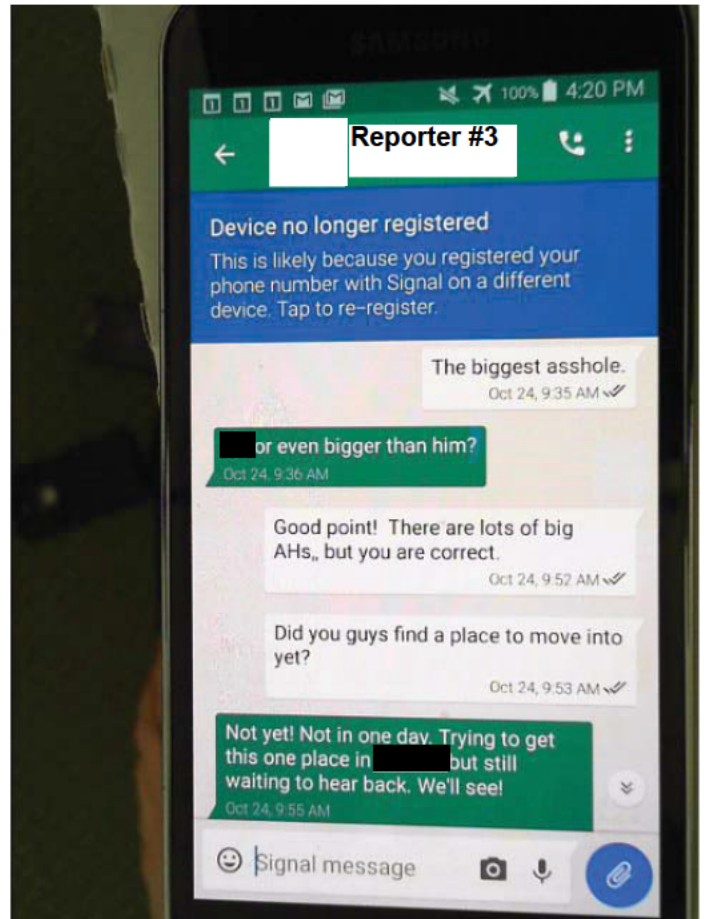 SAMSUNG
1 1 1 100% 4:20 PM
Reporter #3
Device no longer registered
This is likely because you registered your
phone number with Signal on a different
device. Tap to re-register.
The biggest asshole.
Oct 24, 9:35 AM
or even bigger than him?
Oct 24, 9:36 AM
Good point! There are lots of big
AHs,, but you are correct.
Oct 24, 9:52 AM
Did you guys find a place to move into
yet?
Oct 24, 9:53 AM
Not yet! Not in one day. Trying to get
this one place in but still
waiting to hear back. We'll see!
Oct 24, 9:55 AM
Signal message